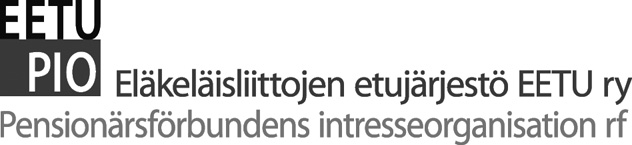 EETU
PIO
Eläkeläisliittojen etujärjestö EETU ry
Pensionärsförbundens intresseorganisation rf